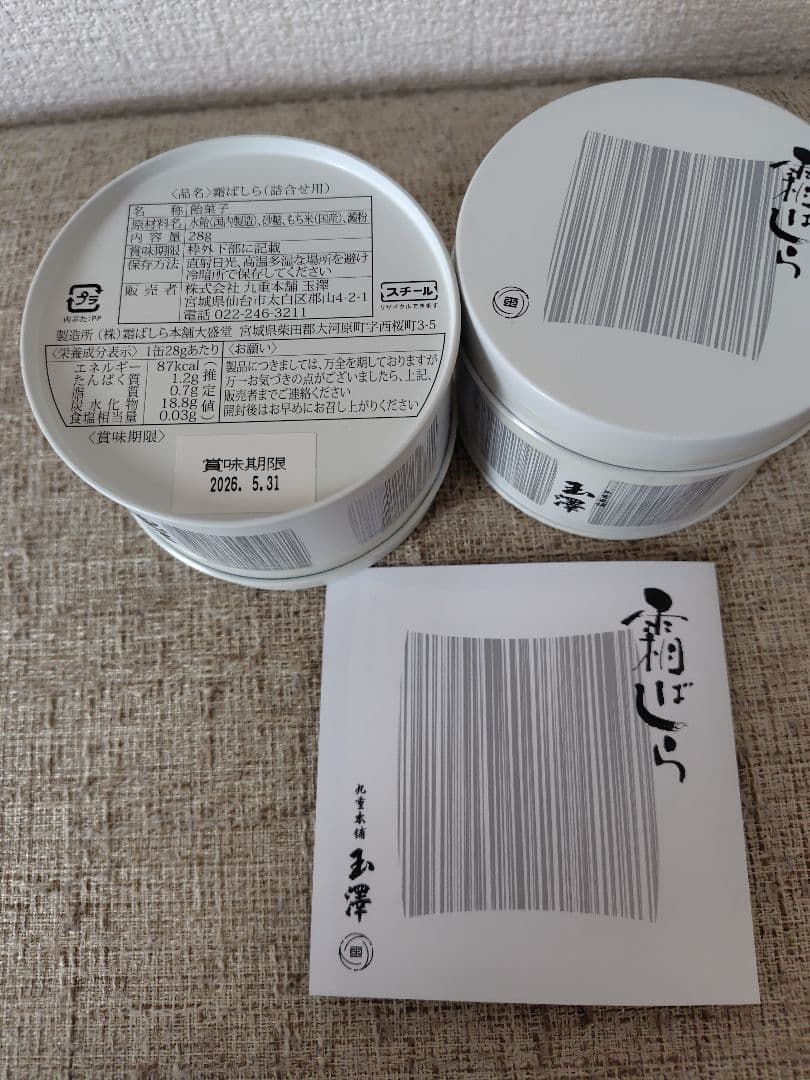 〈品名〉霜ばしら(詰合せ用)
名称 飴菓子
原材料名 水飴(国内製造)、砂糖、もち米(国産)、澱粉
内容量 28g
賞味期限 枠外下部に記載
保存方法 直射日光、高温多湿な場所を避け
冷暗所で保存してください
販売者 株式会社 九重本舗 玉澤
宮城県仙台市太白区郡山4-2-1
電話 022-246-3211
プラ
内ぶた:PP
スチール
リサイクルできます
製造所 (株)霜ばしら本舗大盛堂 宮城県柴田郡大河原町字西桜町3-5
〈栄養成分表示〉1缶28gあたり
エネルギー 87kcal
たんぱく質 1.2g
脂質 0.7g
炭水化物 18.8g
食塩相当量 0.03g
(推定値)
〈お願い〉
製品につきましては、万全を期しておりますが
万一お気づきの点がございましたら、上記、
販売者までご連絡ください
開封後はお早めにお召し上がりください
〈賞味期限〉
賞味期限
2026. 5.31
霜ばしら
玉澤
霜ばしら
九重本舗
玉澤